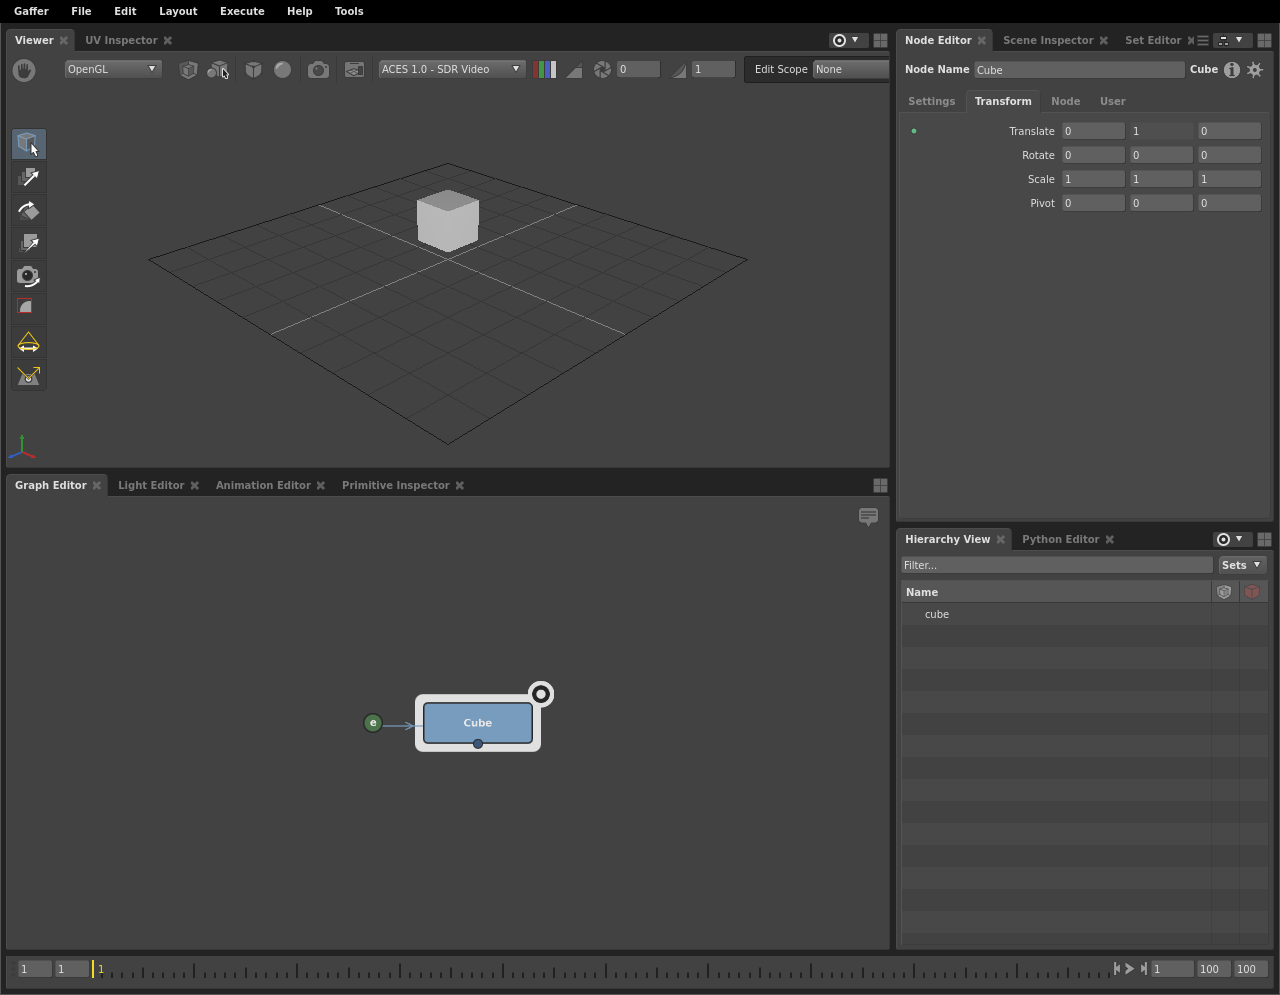 Gaffer File Edit Layout Execute Help Tools
Viewer UV Inspector
OpenGL ACES 1.0 - SDR Video 0 1 Edit Scope None
Graph Editor Light Editor Animation Editor Primitive Inspector
e Cube
Node Editor Scene Inspector Set Editor
Node Name Cube Cube
Settings Transform Node User
Translate 0 1 0
Rotate 0 0 0
Scale 1 1 1
Pivot 0 0 0
Hierarchy View Python Editor
Filter... Sets
Name
cube
1 1 1 1 100 100